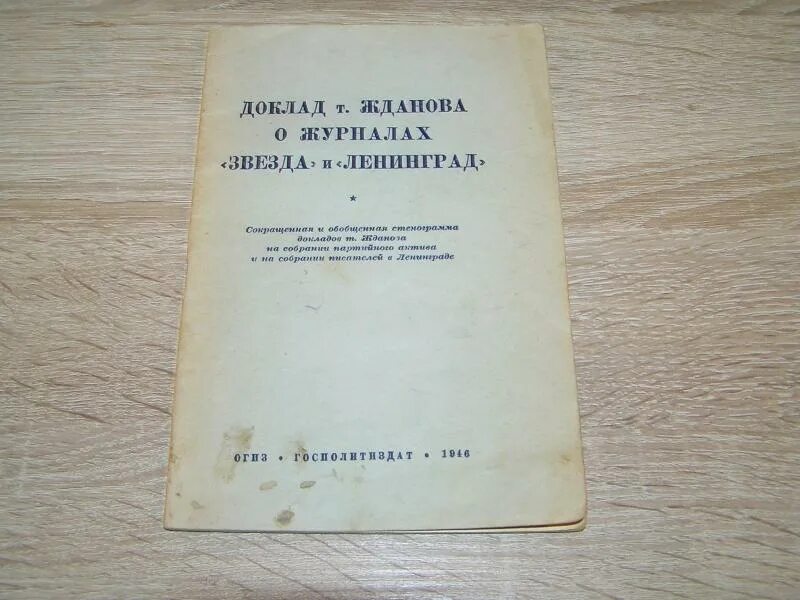 ДОКЛАД т. ЖДАНОВА
О ЖУРНАЛАХ
«ЗВЕЗДА» и «ЛЕНИНГРАД»
Сокращенная и обобщенная стенограмма
докладов т. Жданова
на собрании партийного актива
и на собрании писателей в Ленинграде
ОГИЗ • ГОСПОЛИТИЗДАТ • 1946